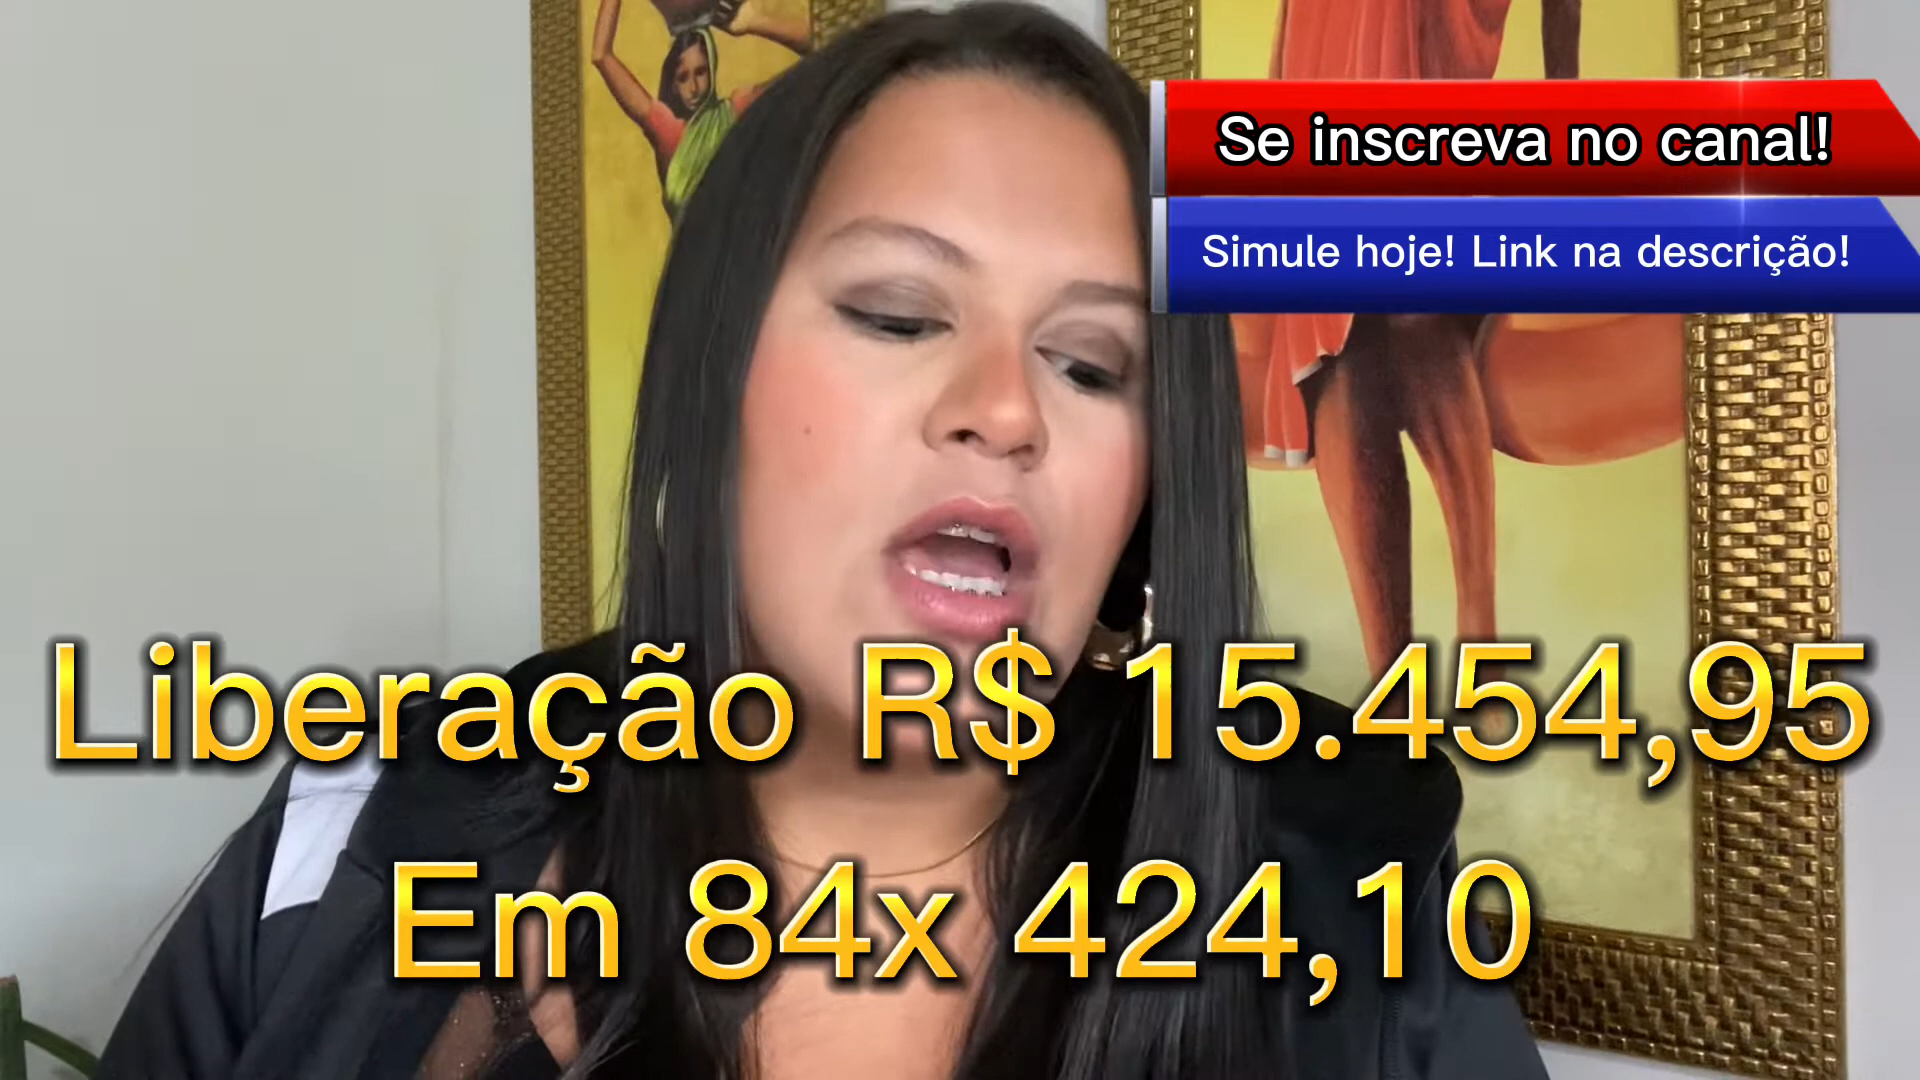 Se inscreva no canal!
Simule hoje! Link na descrição!
Liberação R$ 15.454,95
Em 84x 424,10